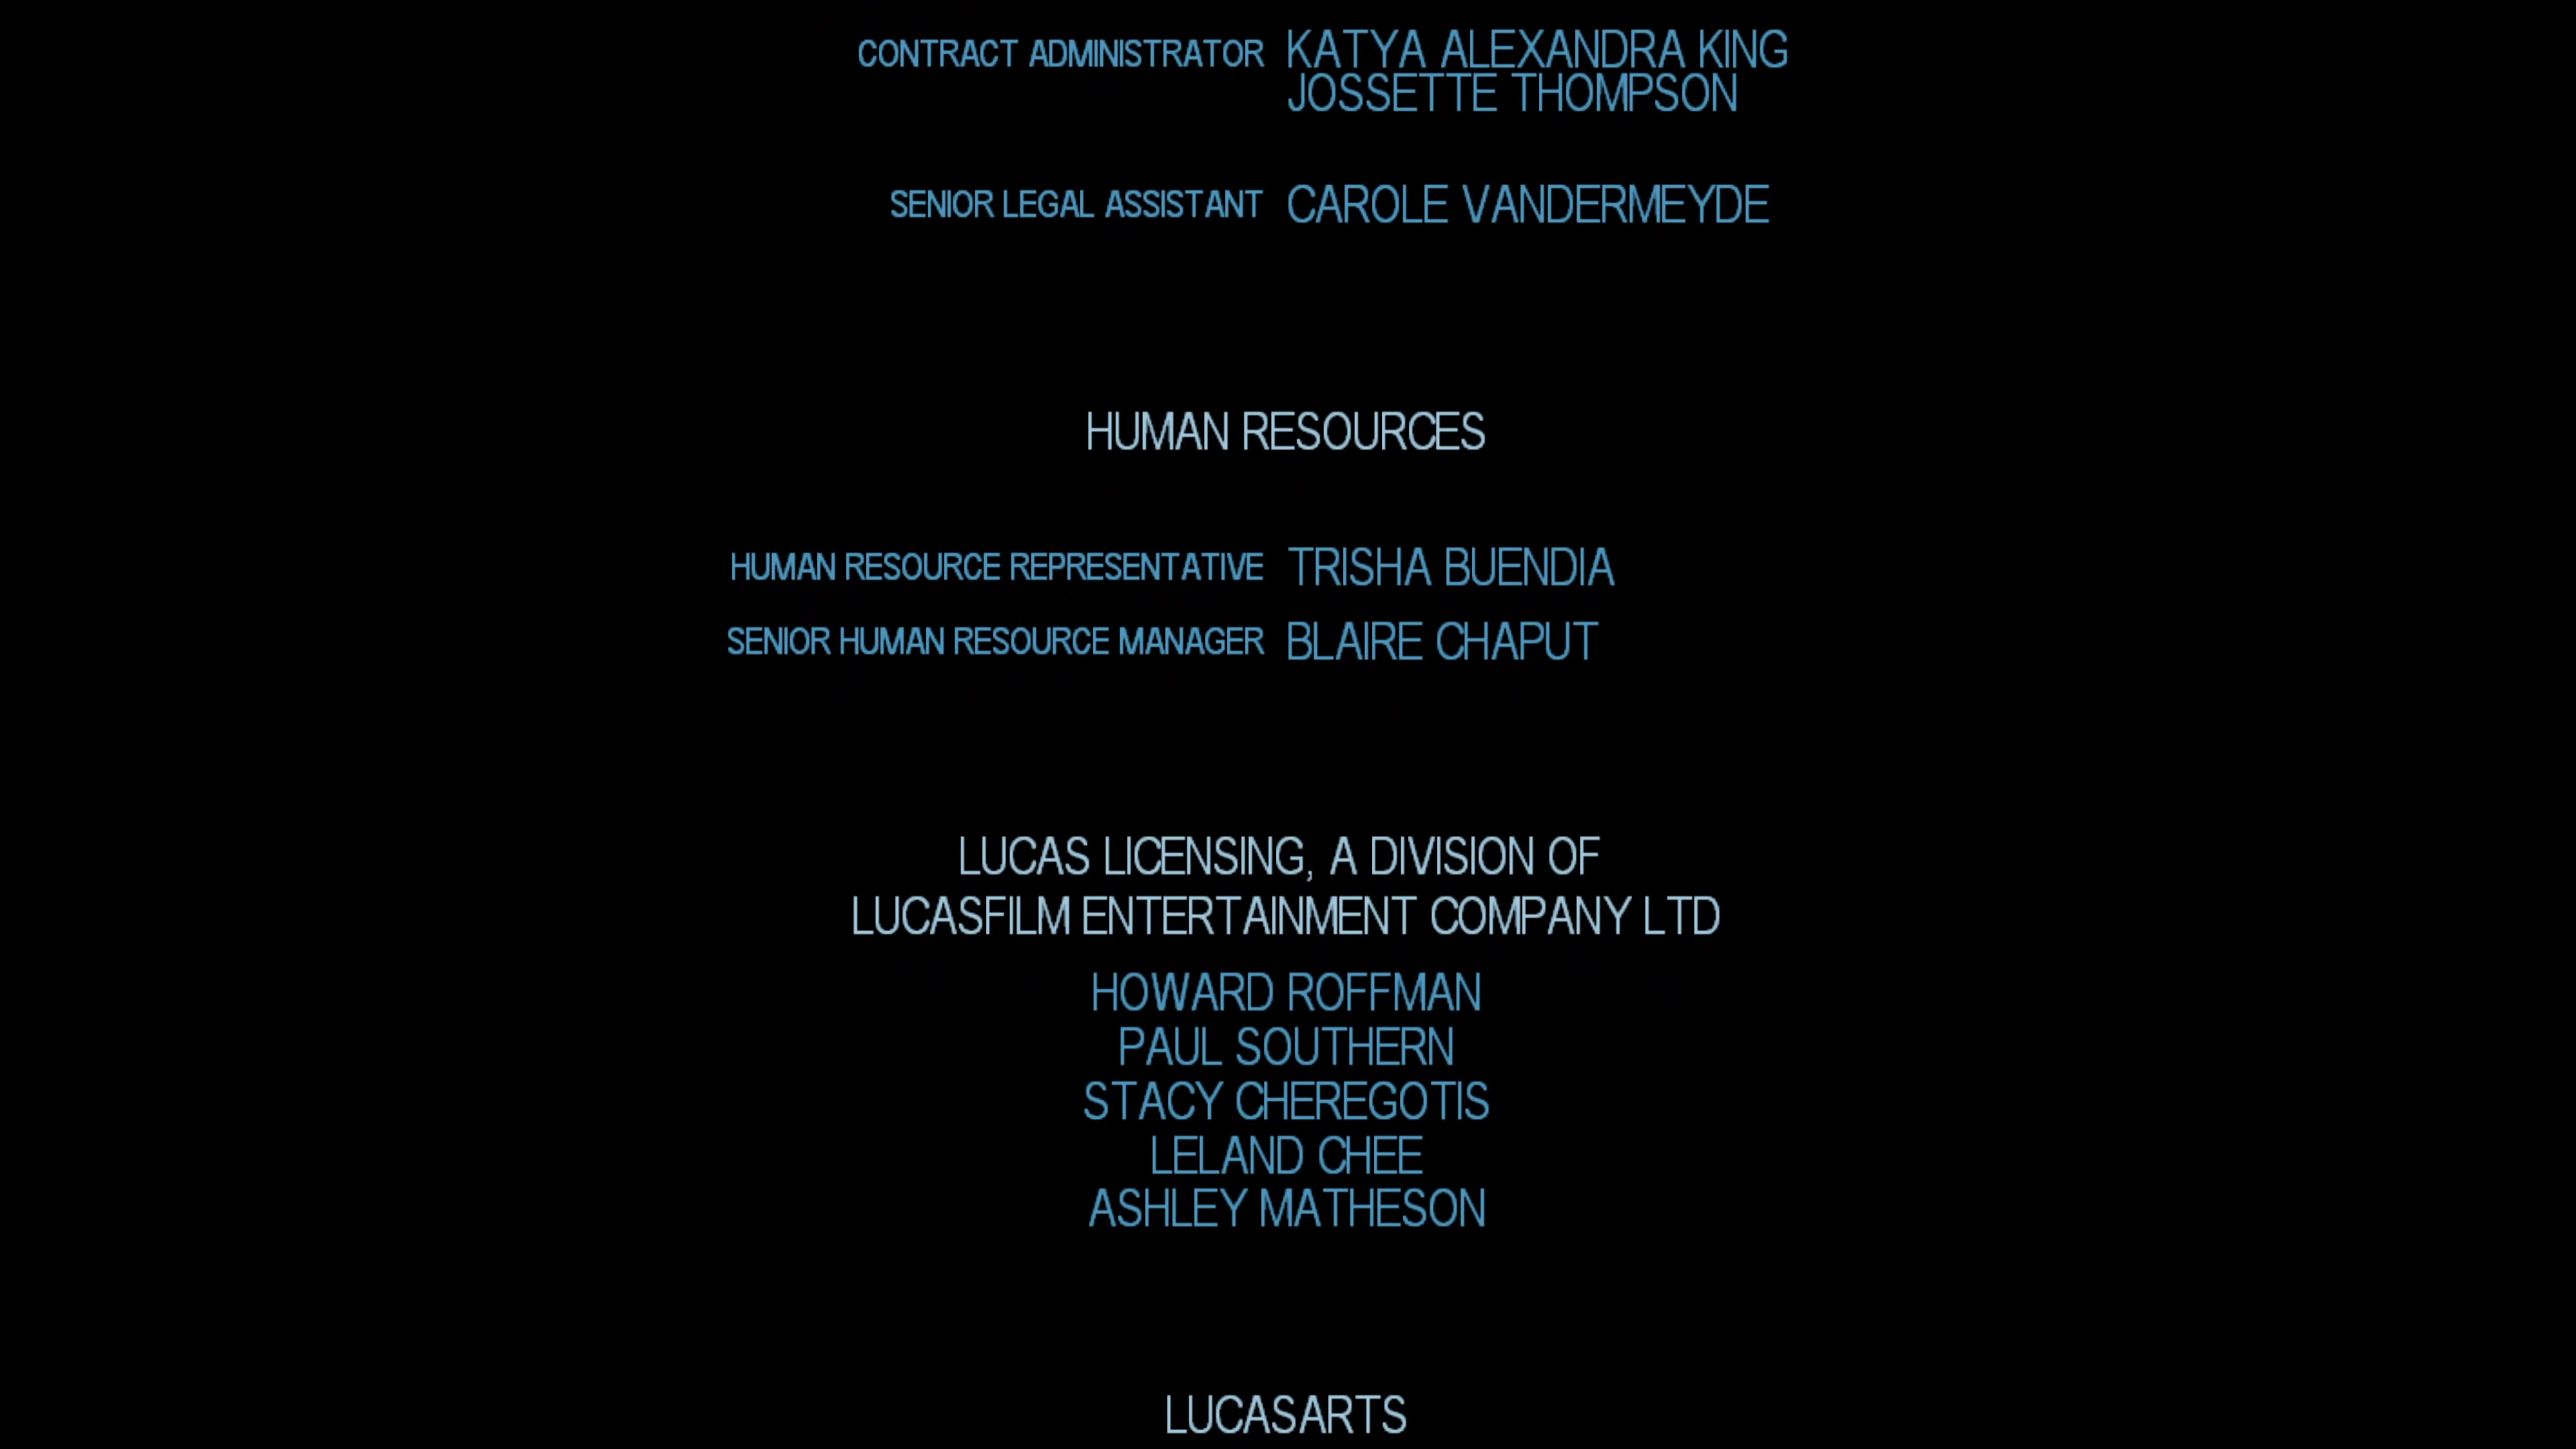 CONTRACT ADMINISTRATOR KATYA ALEXANDRA KING
JOSSETTE THOMPSON
SENIOR LEGAL ASSISTANT CAROLE VANDERMEYDE
HUMAN RESOURCES
HUMAN RESOURCE REPRESENTATIVE TRISHA BUENDIA
SENIOR HUMAN RESOURCE MANAGER BLAIRE CHAPUT
LUCAS LICENSING, A DIVISION OF
LUCASFILM ENTERTAINMENT COMPANY LTD
HOWARD ROFFMAN
PAUL SOUTHERN
STACY CHEREGOTIS
LELAND CHEE
ASHLEY MATHESON
LUCASARTS